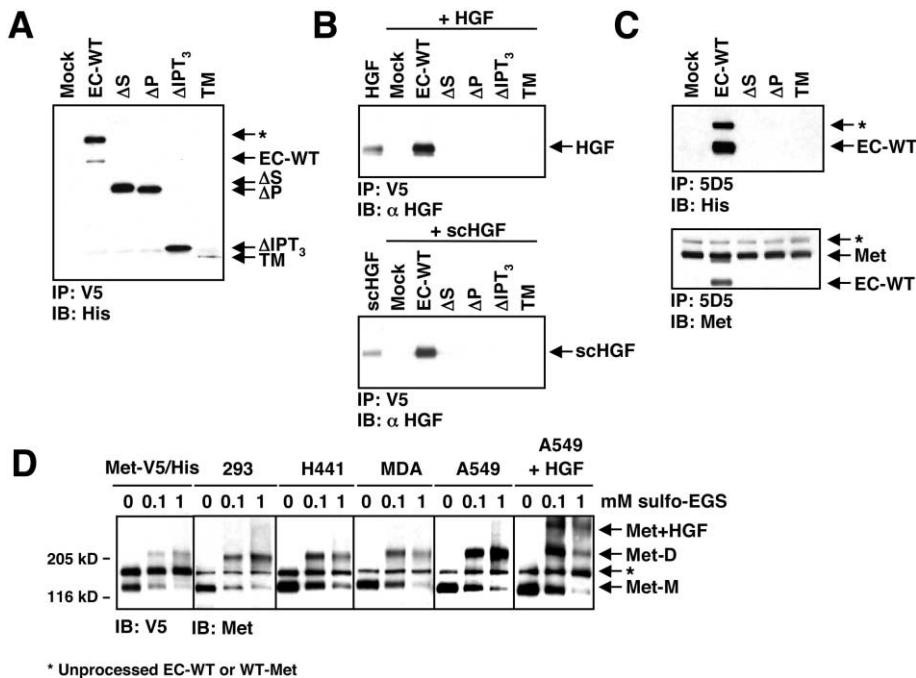 A
Mock
EC-WT
ΔS
ΔP
ΔIPT3
TM
*
EC-WT
ΔS
ΔP
ΔIPT3
TM
IP: V5
IB: His
B
+ HGF
HGF
Mock
EC-WT
ΔS
ΔP
ΔIPT3
TM
HGF
IP: V5
IB: α HGF
+ scHGF
scHGF
Mock
EC-WT
ΔS
ΔP
ΔIPT3
TM
scHGF
IP: V5
IB: α HGF
C
Mock
EC-WT
ΔS
ΔP
TM
*
EC-WT
IP: 5D5
IB: His
*
Met
EC-WT
IP: 5D5
IB: Met
D
Met-V5/His 293 H441 MDA A549 A549 + HGF
0 0.1 1 0 0.1 1 0 0.1 1 0 0.1 1 0 0.1 1 0 0.1 1 mM sulfo-EGS
Met+HGF
205 kD
Met-D
*
116 kD
Met-M
IB: V5 IB: Met
* Unprocessed EC-WT or WT-Met